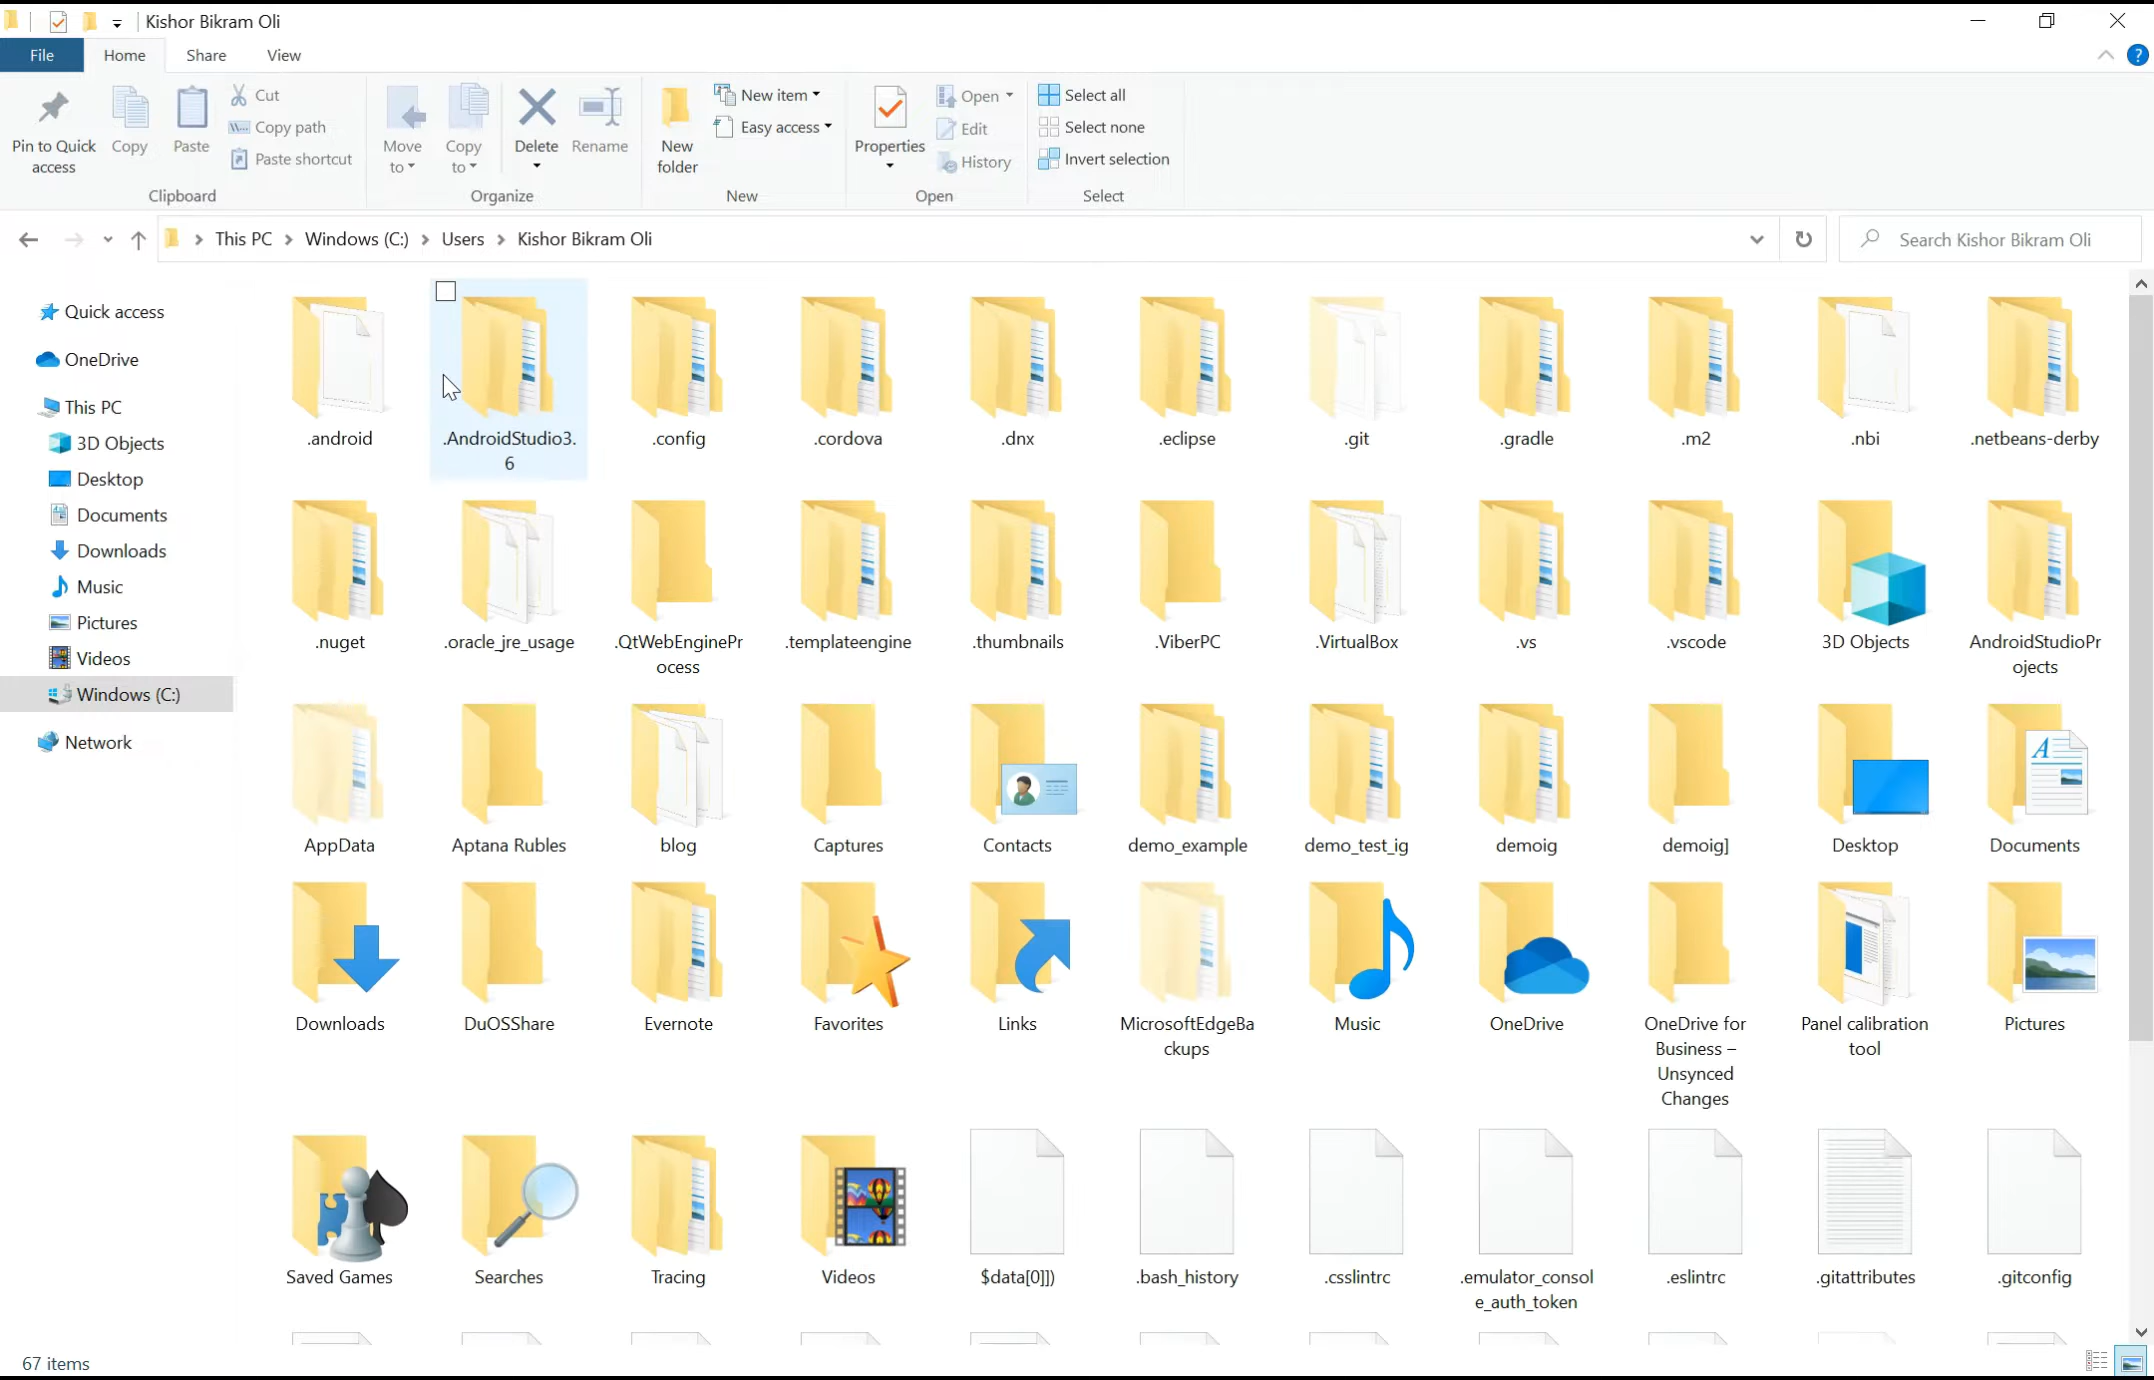 Kishor Bikram Oli
File
Home
Share
View
Pin to Quick
access
Copy
Paste
Cut
Copy path
Paste shortcut
Clipboard
Move
to
Copy
to
Delete
Rename
Organize
New
folder
New item
Easy access
New
Properties
Open
Edit
History
Open
Select all
Select none
Invert selection
Select
This PC
Windows (C:)
Users
Kishor Bikram Oli
Search Kishor Bikram Oli
Quick access
OneDrive
This PC
3D Objects
Desktop
Documents
Downloads
Music
Pictures
Videos
Windows (C:)
Network
.android
.AndroidStudio3.
6
.config
.cordova
.dnx
.eclipse
.git
.gradle
.m2
.nbi
.netbeans-derby
.nuget
.oracle_jre_usage
.QtWebEnginePr
ocess
.templateengine
.thumbnails
.ViberPC
.VirtualBox
.vs
.vscode
3D Objects
AndroidStudioPr
ojects
AppData
Aptana Rubles
blog
Captures
Contacts
demo_example
demo_test_ig
demoig
demoig]
Desktop
Documents
Downloads
DuOSShare
Evernote
Favorites
Links
MicrosoftEdgeBa
ckups
Music
OneDrive
OneDrive for
Business –
Unsynced
Changes
Panel calibration
tool
Pictures
Saved Games
Searches
Tracing
Videos
$data[0]])
.bash_history
.csslintrc
.emulator_consol
e_auth_token
.eslintrc
.gitattributes
.gitconfig
67 items